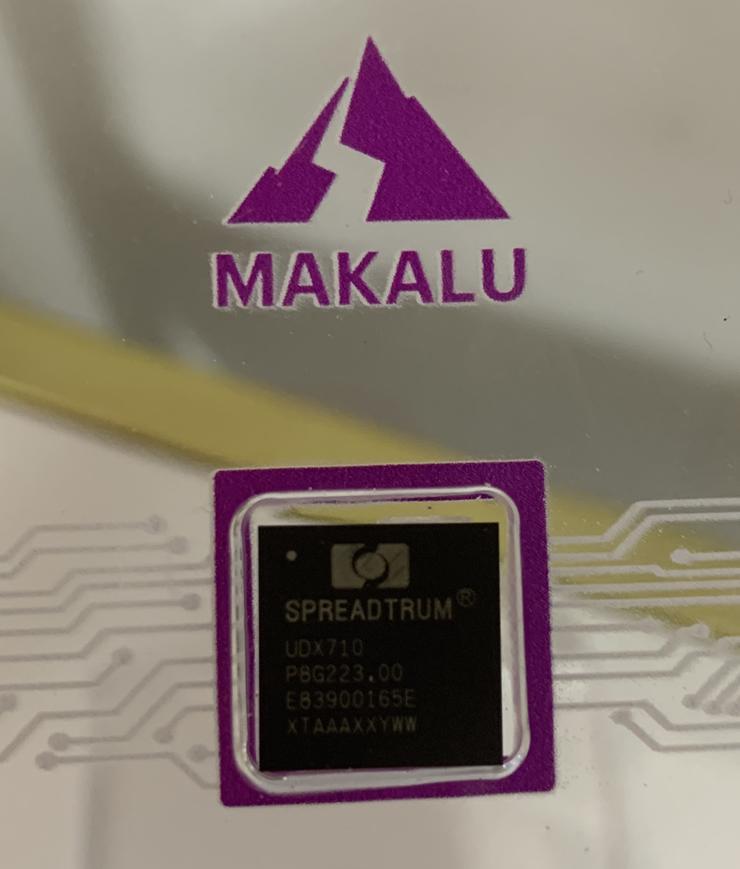 MAKALU
SPREADTRUM®
UDX710
P8G223.00
E83900165E
XTAAAXXYWW